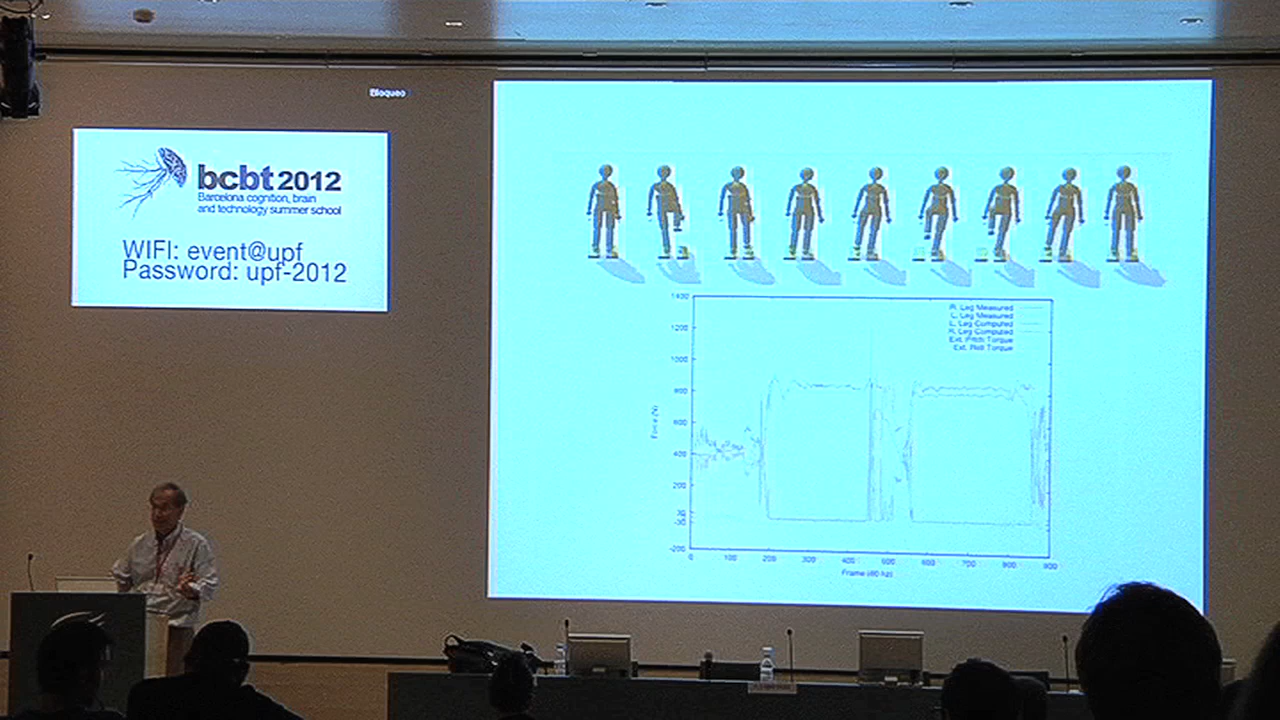 Bloqueo
bcbt 2012
Barcelona cognition, brain
and technology summer school
WIFI: event@upf
Password: upf-2012
R. Leg Measured
L. Leg Measured
L. Leg Computed
R. Leg Computed
Ext. Pitch Torque
Ext. Roll Torque
1400
1200
1000
800
600
400
200
-200
Force (N)
0 100 200 300 400 500 600 700 800 900
Frame (60 hz)